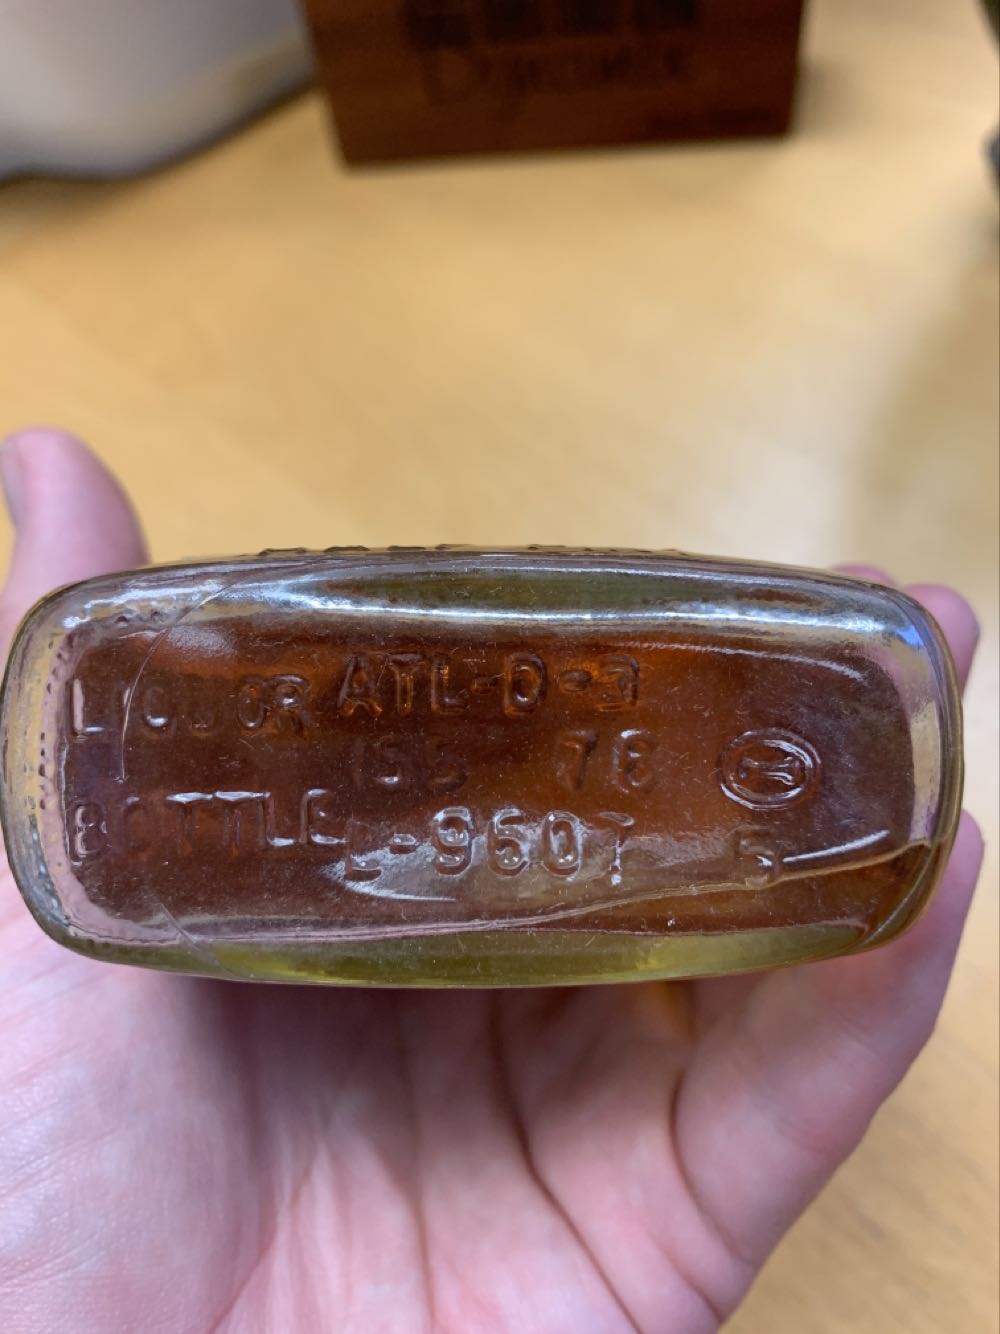 LIQUOR ATL-D-3
155 76
BOTTLE L-9607 5